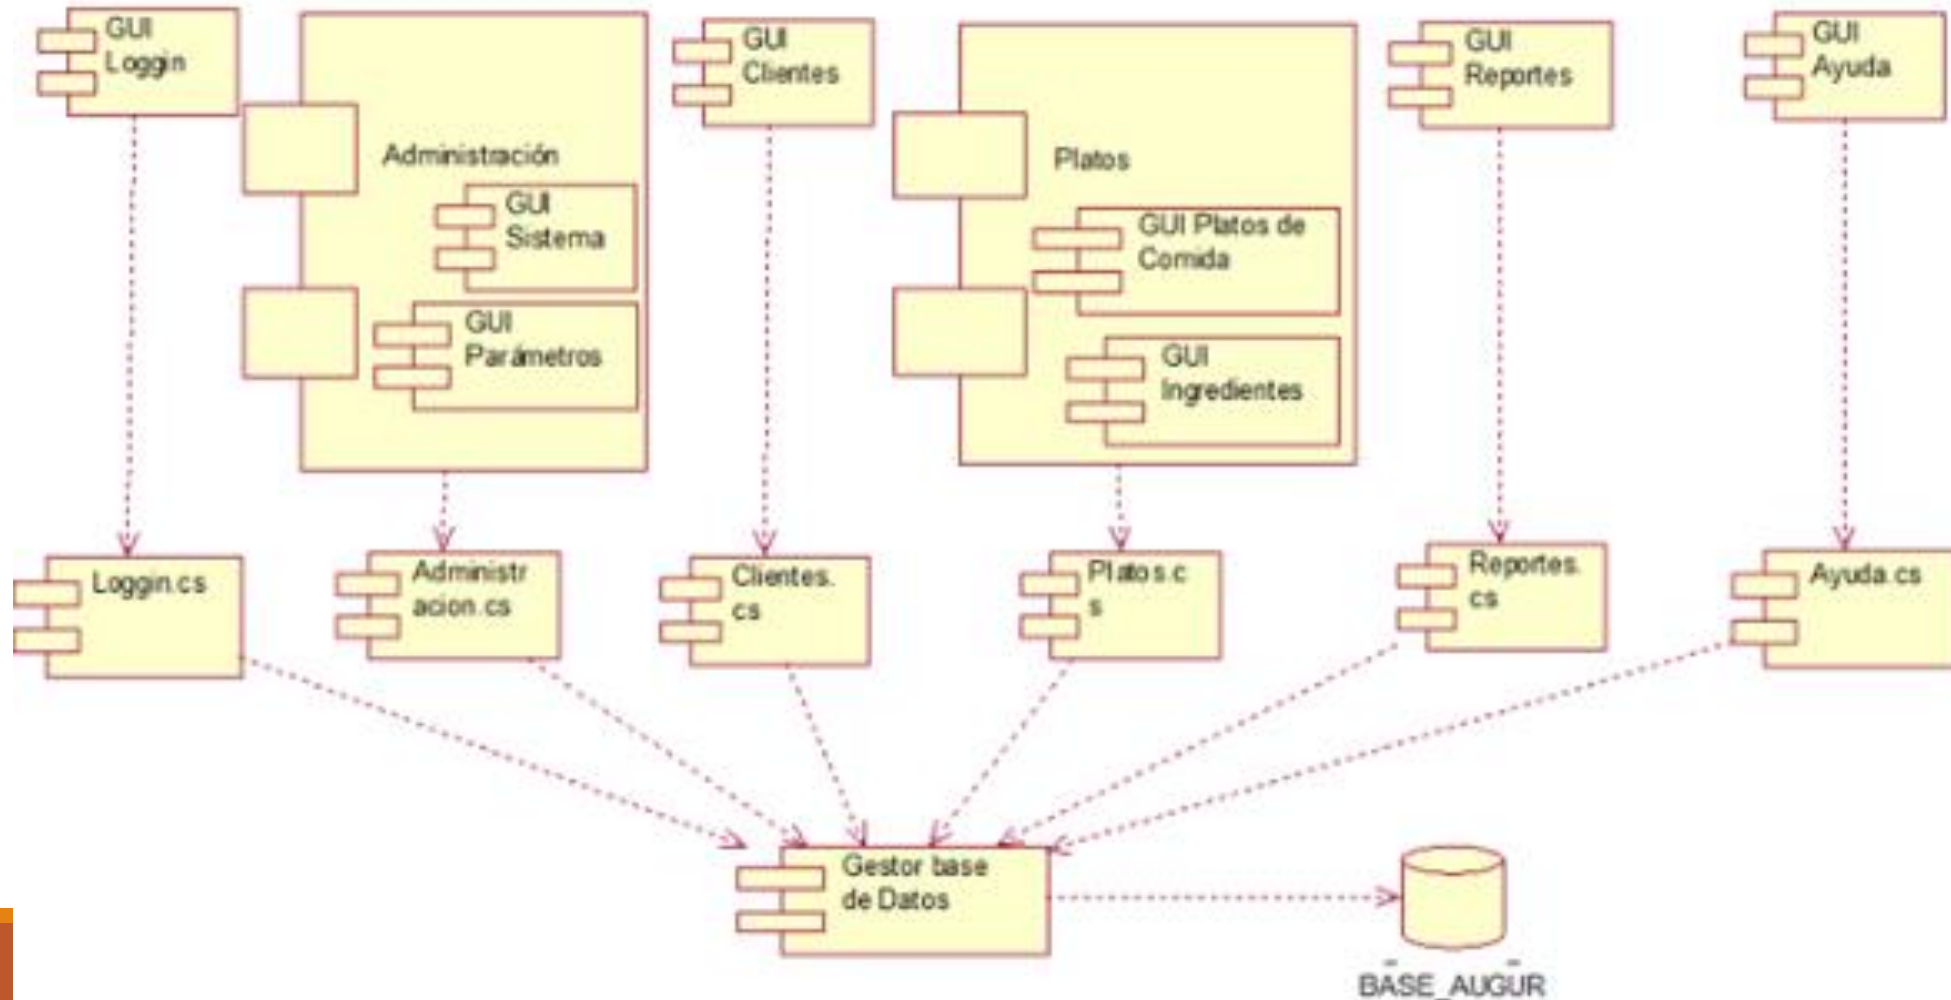 GUI
Loggin
Administración
GUI
Sistema
GUI
Parámetros
GUI
Clientes
Platos
GUI Platos de
Comida
GUI
Ingredientes
GUI
Reportes
GUI
Ayuda
Loggin.cs
Administr
acion.cs
Clientes.
cs
Platos.c
s
Reportes.
cs
Ayuda.cs
Gestor base
de Datos
BASE_AUGUR